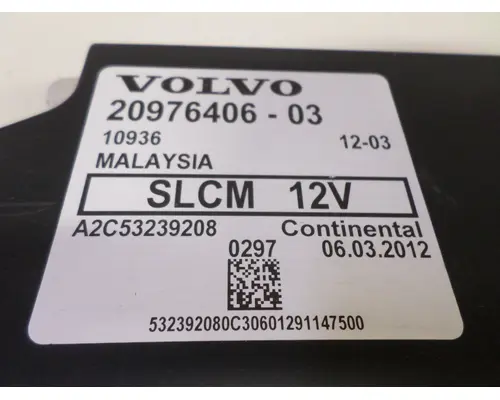 VOLVO
20976406 - 03
10936 12-03
MALAYSIA
SLCM 12V
A2C53239208 Continental
0297 06.03.2012
532392080C30601291147500